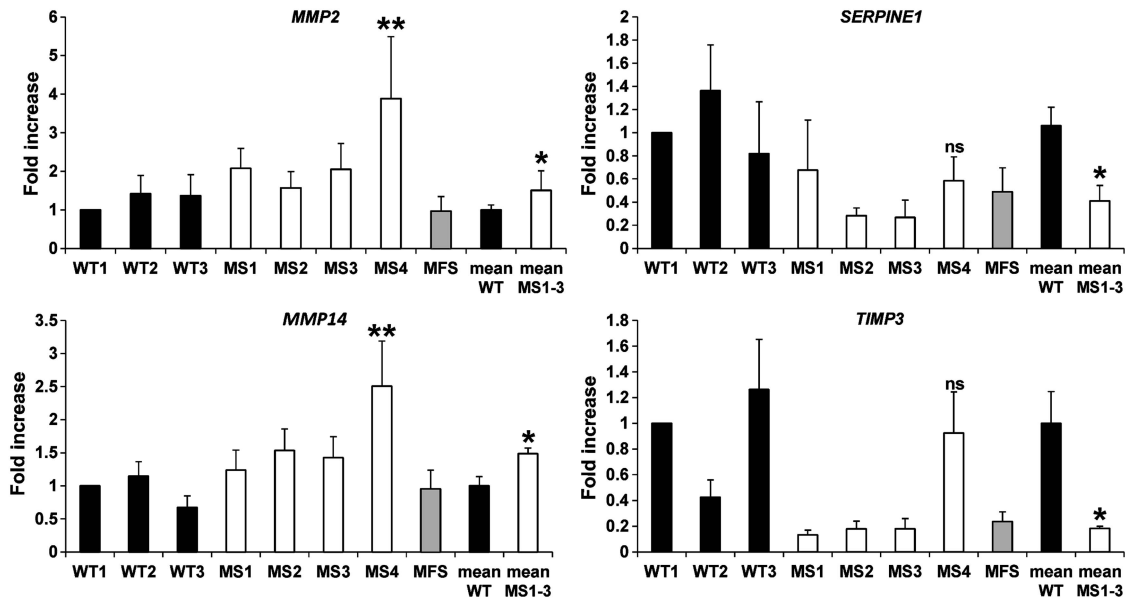 MMP2
Fold increase
6
5
4
3
2
1
0
**
*
WT1 WT2 WT3 MS1 MS2 MS3 MS4 MFS mean mean
WT MS1-3
SERPINE1
Fold increase
2
1.8
1.6
1.4
1.2
1
0.8
0.6
0.4
0.2
0
ns
*
WT1 WT2 WT3 MS1 MS2 MS3 MS4 MFS mean mean
WT MS1-3
MMP14
Fold increase
3.5
3
2.5
2
1.5
1
0.5
0
**
*
WT1 WT2 WT3 MS1 MS2 MS3 MS4 MFS mean mean
WT MS1-3
TIMP3
Fold increase
1.8
1.6
1.4
1.2
1
0.8
0.6
0.4
0.2
0
ns
*
WT1 WT2 WT3 MS1 MS2 MS3 MS4 MFS mean mean
WT MS1-3